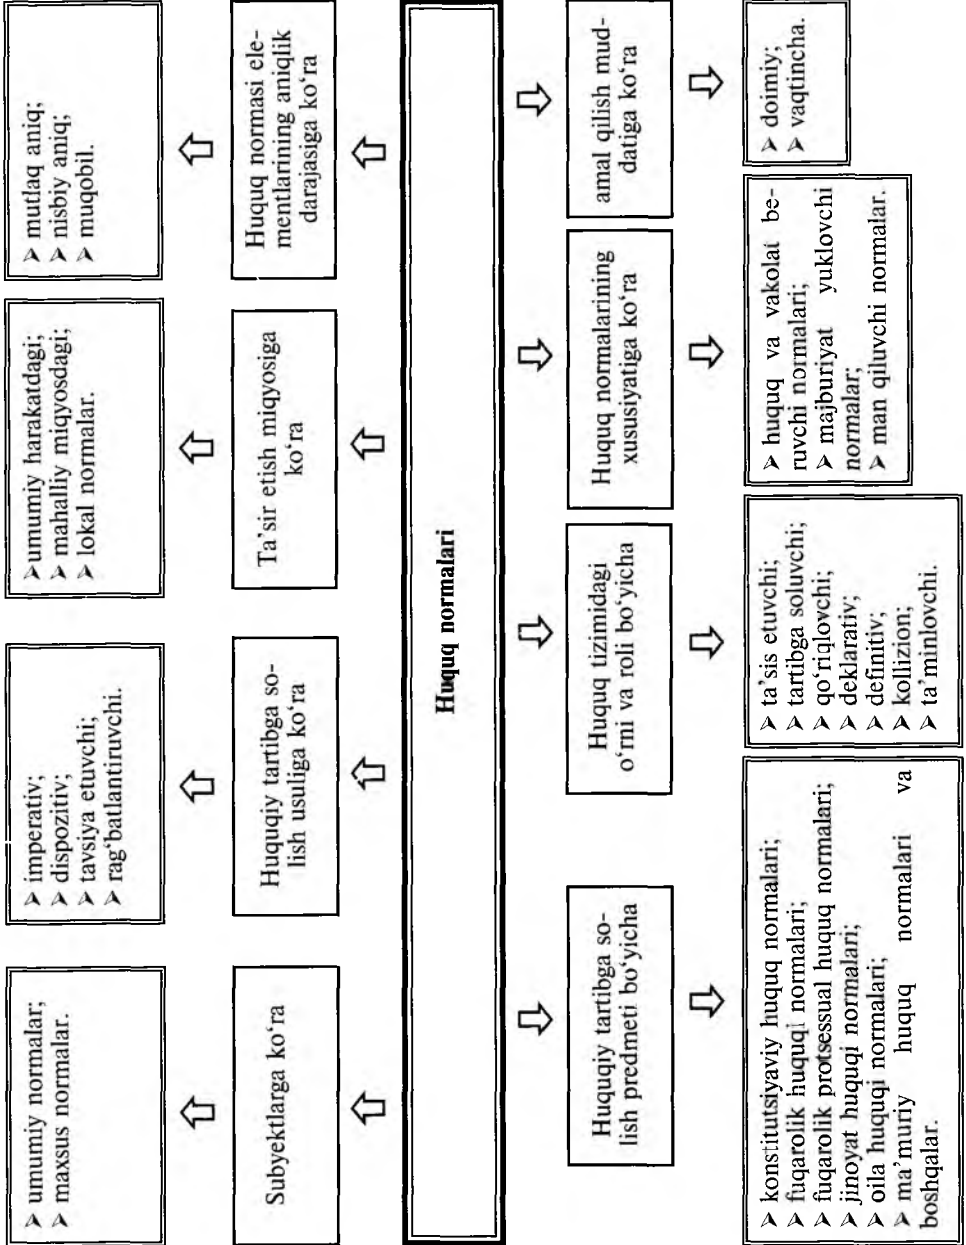 ➤ umumiy normalar;
➤ maxsus normalar.
➤ imperativ;
➤ dispozitiv;
➤ tavsiya etuvchi;
➤ rag‘batlantiruvchi.
➤umumiy harakatdagi;
➤ mahalliy miqyosdagi;
➤ lokal normalar.
➤ mutlaq aniq;
➤ nisbiy aniq;
➤ muqobil.
Subyektlarga ko‘ra
Huquqiy tartibga so-
lish usuliga ko‘ra
Ta’sir etish miqyosiga
ko‘ra
Huquq normasi ele-
mentlarining aniqlik
darajasiga ko‘ra
Huquq normalari
Huquqiy tartibga so-
lish predmeti bo‘yicha
Huquq tizimidagi
o‘rni va roli bo‘yicha
Huquq normalarining
xususiyatiga ko‘ra
amal qilish mud-
datiga ko‘ra
➤ konstitutsiyaviy huquq normalari;
➤ fuqarolik huquqi normalari;
➤ fuqarolik protsessual huquq normalari;
➤ jinoyat huquqi normalari;
➤ oila huquqi normalari;
➤ ma’muriy huquq normalari va
boshqalar.
➤ ta’sis etuvchi;
➤ tartibga soluvchi;
➤ qo‘riqlovchi;
➤ deklarativ;
➤ definitiv;
➤ kollizion;
➤ ta’minlovchi.
➤ huquq va vakolat be-
ruvchi normalari;
➤ majburiyat yuklovchi
normalar;
➤ man qiluvchi normalar.
➤ doimiy;
➤ vaqtincha.